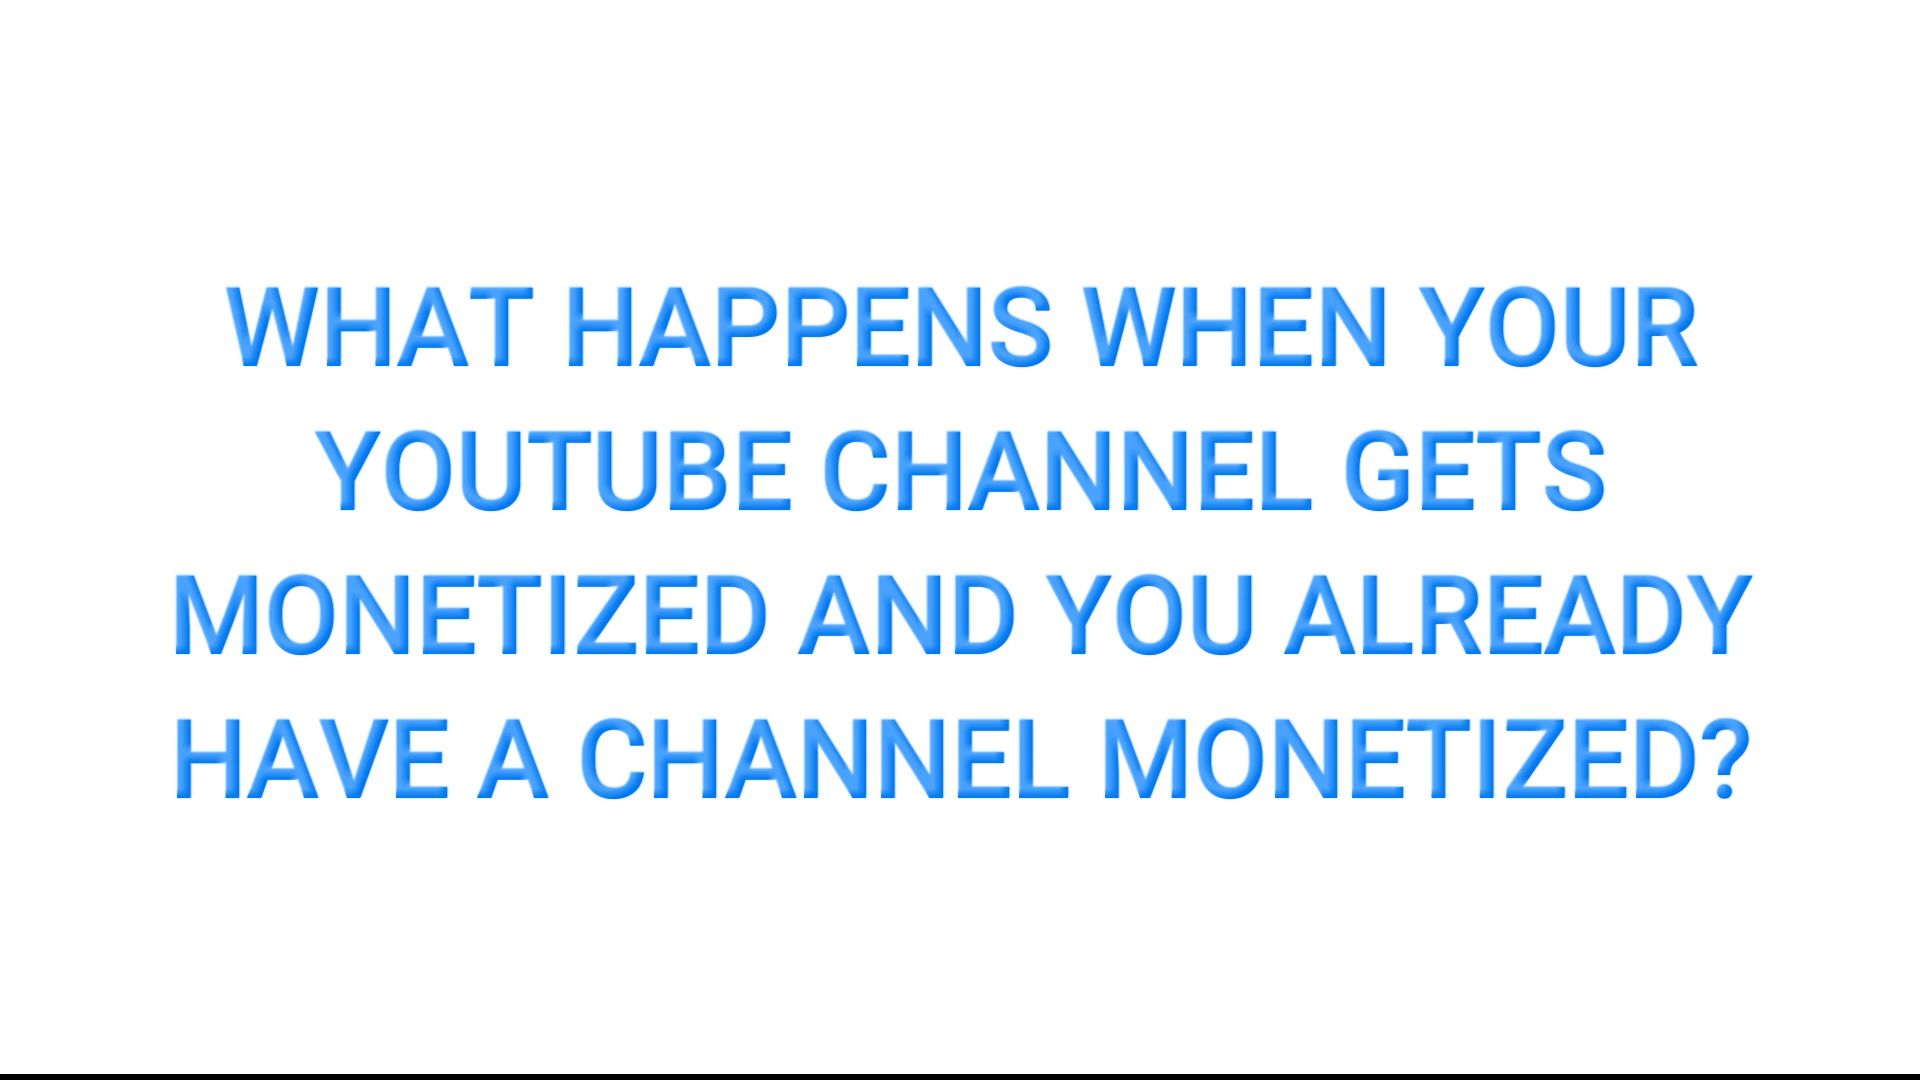 WHAT HAPPENS WHEN YOUR
YOUTUBE CHANNEL GETS
MONETIZED AND YOU ALREADY
HAVE A CHANNEL MONETIZED?